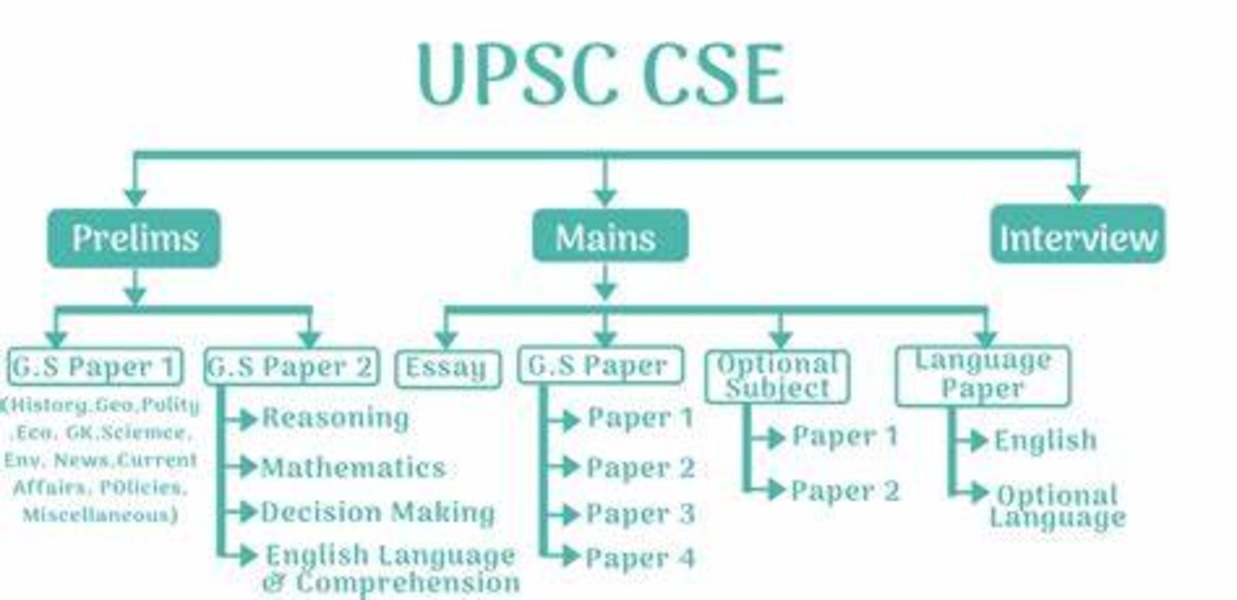 UPSC CSE
Prelims
Mains
Interview
G.S Paper 1
(Historg.Geo.Polity
.Eco. GK.Sciemce.
Env. News.Current
Affairs. POlicies.
Miscellaneous)
G.S Paper 2
Reasoning
Mathematics
Decision Making
English Language
& Comprehension
Essay
G.S Paper
Paper 1
Paper 2
Paper 3
Paper 4
Optional
Subject
Paper 1
Paper 2
Language
Paper
English
Optional
Language